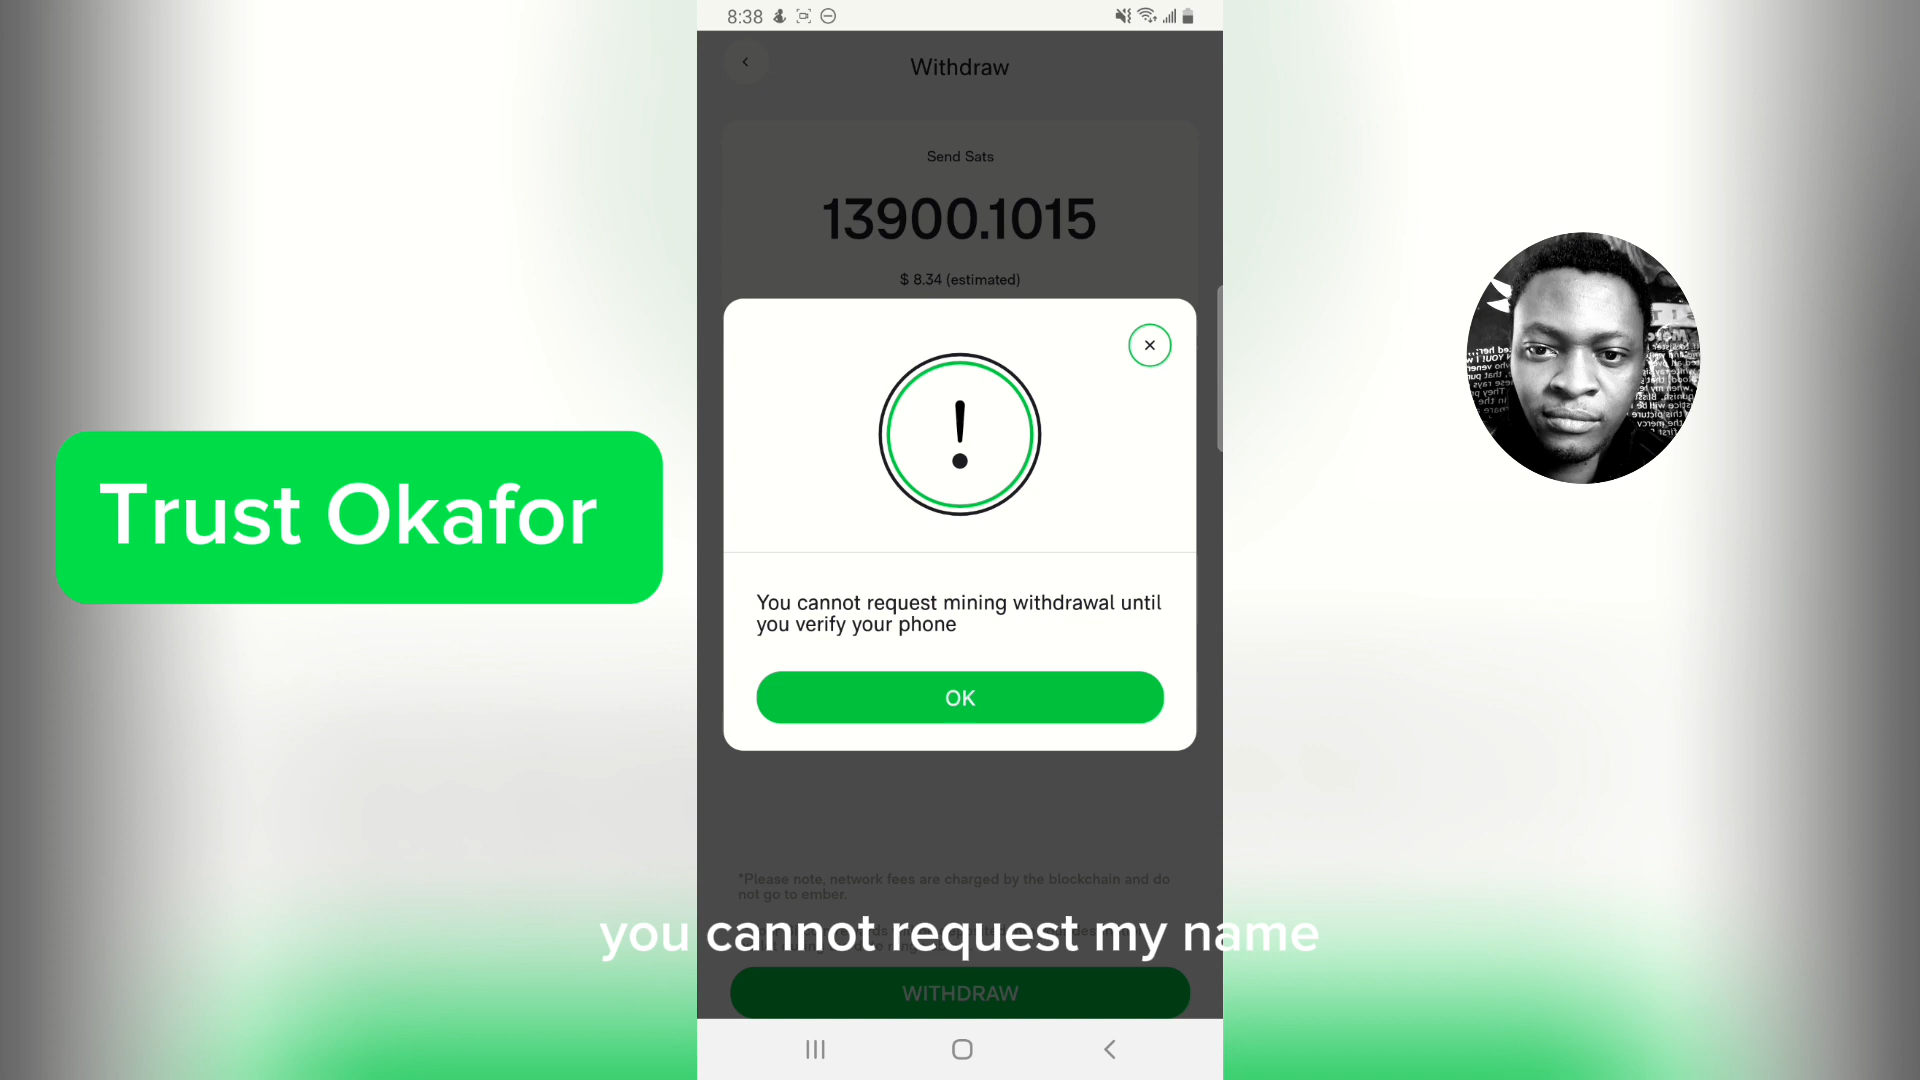 8:38
Withdraw
Send Sats
13900.1015
$ 8.34 (estimated)
Trust Okafor
You cannot request mining withdrawal until
you verify your phone
OK
*Please note, network fees are charged by the blockchain and do
not go to ember.
you cannot request my name
WITHDRAW